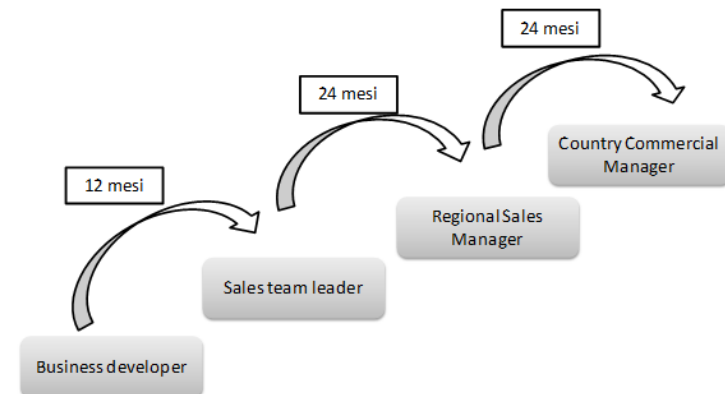 24 mesi
24 mesi
Country Commercial
Manager
12 mesi
Regional Sales
Manager
Sales team leader
Business developer